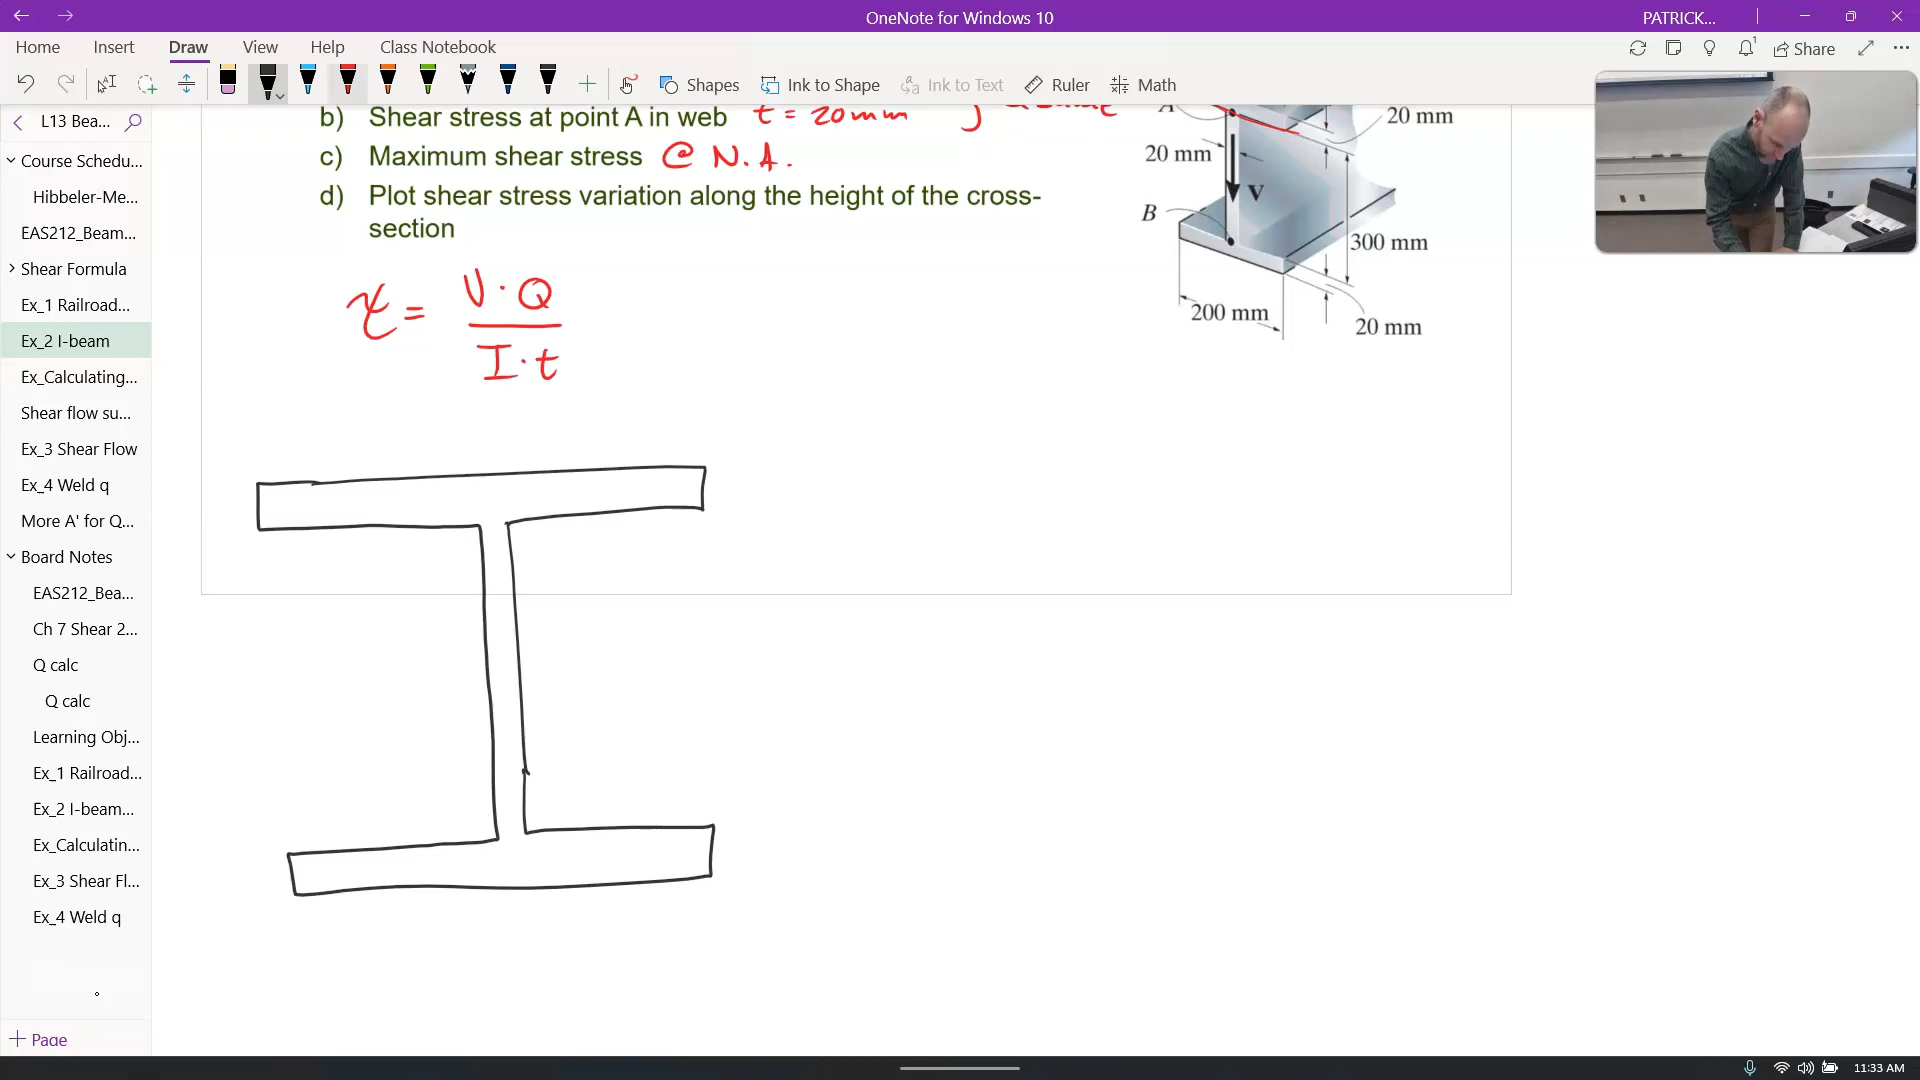 OneNote for Windows 10
PATRICK...
Home Insert Draw View Help Class Notebook
Share
Shapes Ink to Shape Ink to Text Ruler Math
L13 Bea...
Course Schedu...
Hibbeler-Me...
EAS212_Beam...
Shear Formula
Ex_1 Railroad...
Ex_2 I-beam
Ex_Calculating...
Shear flow su...
Ex_3 Shear Flow
Ex_4 Weld q
More A' for Q...
Board Notes
EAS212_Bea...
Ch 7 Shear 2...
Q calc
Q calc
Learning Obj...
Ex_1 Railroad...
Ex_2 I-beam...
Ex_Calculatin...
Ex_3 Shear Fl...
Ex_4 Weld q
Page
b) Shear stress at point A in web t = 20mm
c) Maximum shear stress @ N.A.
d) Plot shear stress variation along the height of the cross-
section
τ = V·Q
I·t
A
20 mm
20 mm
V
B
300 mm
200 mm
20 mm
11:33 AM